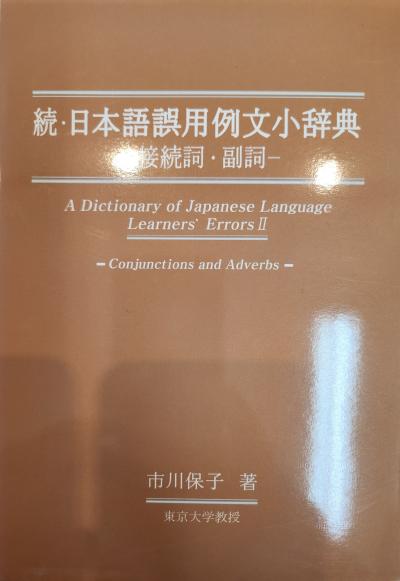 続・日本語誤用例文小辞典
接続詞・副詞−
A Dictionary of Japanese Language
Learners' Errors Ⅱ
− Conjunctions and Adverbs −
市川保子 著
東京大学教授